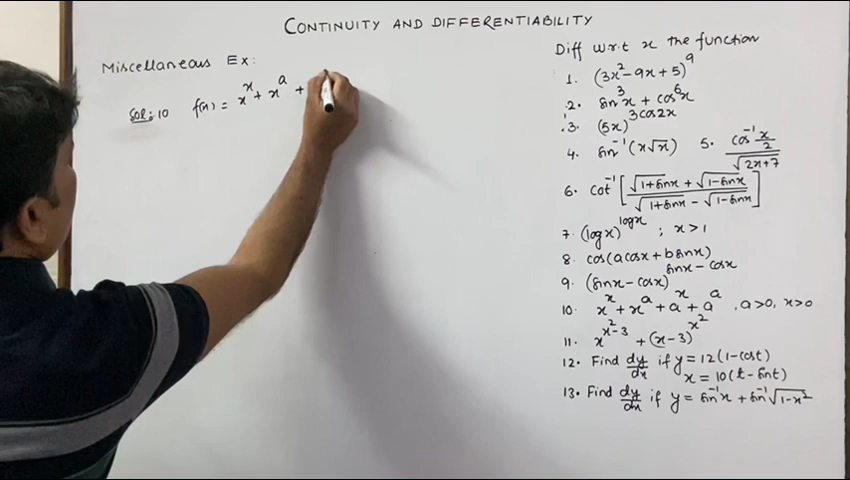 CONTINUITY AND DIFFERENTIABILITY
Miscellaneous Ex:
Sol: 10 f(x) = x^x + x^a +
Diff w.r.t x the function
1. (3x² - 9x + 5)^9
2. sin³x + cos⁶x
3. (5x)^3cos2x
4. sin⁻¹(x√x) 5. cos⁻¹ x/2 / √2x+7
6. cot⁻¹ [ √1+sinx + √1-sinx / √1+sinx - √1-sinx ]
7. (logx)^logx ; x > 1
8. cos(acosx + bsinx)
9. (sinx - cosx)^sinx - cosx
10. x^x + x^a + a^x + a^a , a>0, x>0
11. x^x²-3 + (x-3)^x²
12. Find dy/dx if y = 12(1-cost)
x = 10(t - sint)
13. Find dy/dx if y = sin⁻¹x + sin⁻¹√1-x²